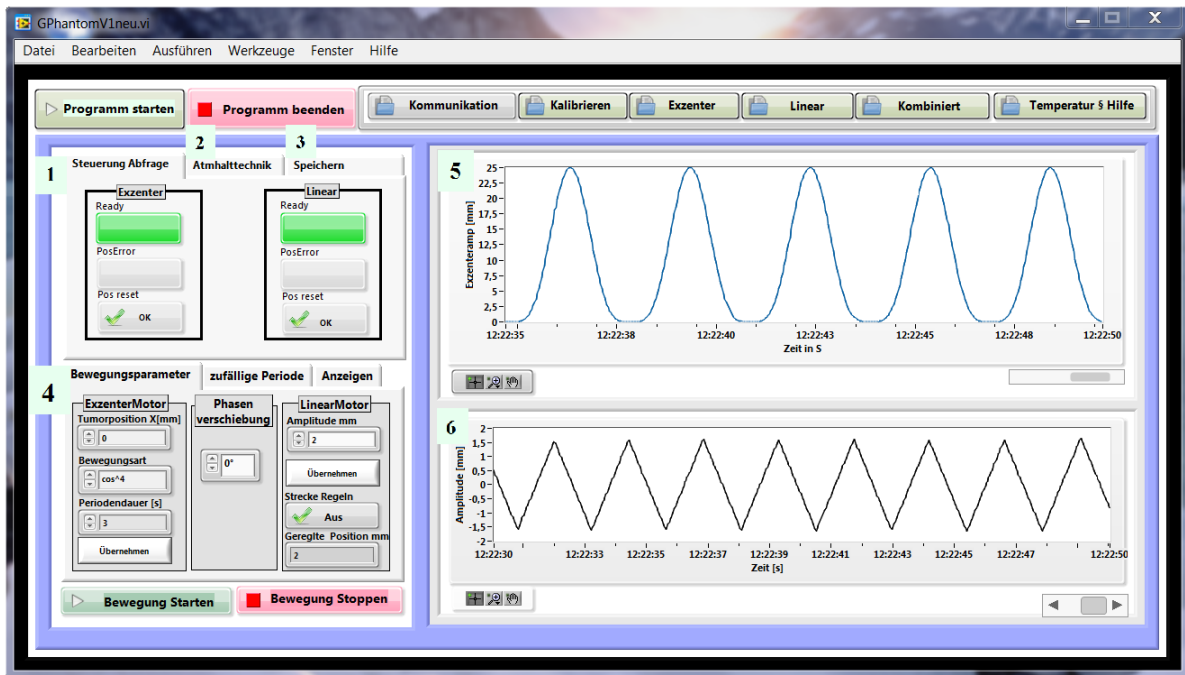 GPhantomV1neu.vi
X
Datei Bearbeiten Ausführen Werkzeuge Fenster Hilfe
Programm starten
Programm beenden
Kommunikation
Kalibrieren
Exzenter
Linear
Kombiniert
Temperatur § Hilfe
1
2
3
Steuerung Abfrage
Atmhalttechnik
Speichern
Exzenter
Ready
PosError
Pos reset
OK
Linear
Ready
PosError
Pos reset
OK
4
Bewegungsparameter
zufällige Periode
Anzeigen
ExzenterMotor
Tumorposition X[mm]
0
Bewegungsart
cos^4
Periodendauer [s]
3
Übernehmen
Phasen
verschiebung
0°
LinearMotor
Amplitude mm
2
Übernehmen
Strecke Regeln
Aus
Gereglte Position mm
2
Bewegung Starten
Bewegung Stoppen
5
Exzenteramp [mm]
25
22,5
20
17,5
15
12,5
10
7,5
5
2,5
0
12:22:35 12:22:38 12:22:40 12:22:43 12:22:45 12:22:48 12:22:50
Zeit in S
6
Amplitude [mm]
2
1,5
1
0,5
0
-0,5
-1
-1,5
-2
12:22:30 12:22:33 12:22:35 12:22:37 12:22:39 12:22:41 12:22:43 12:22:45 12:22:47 12:22:50
Zeit [s]